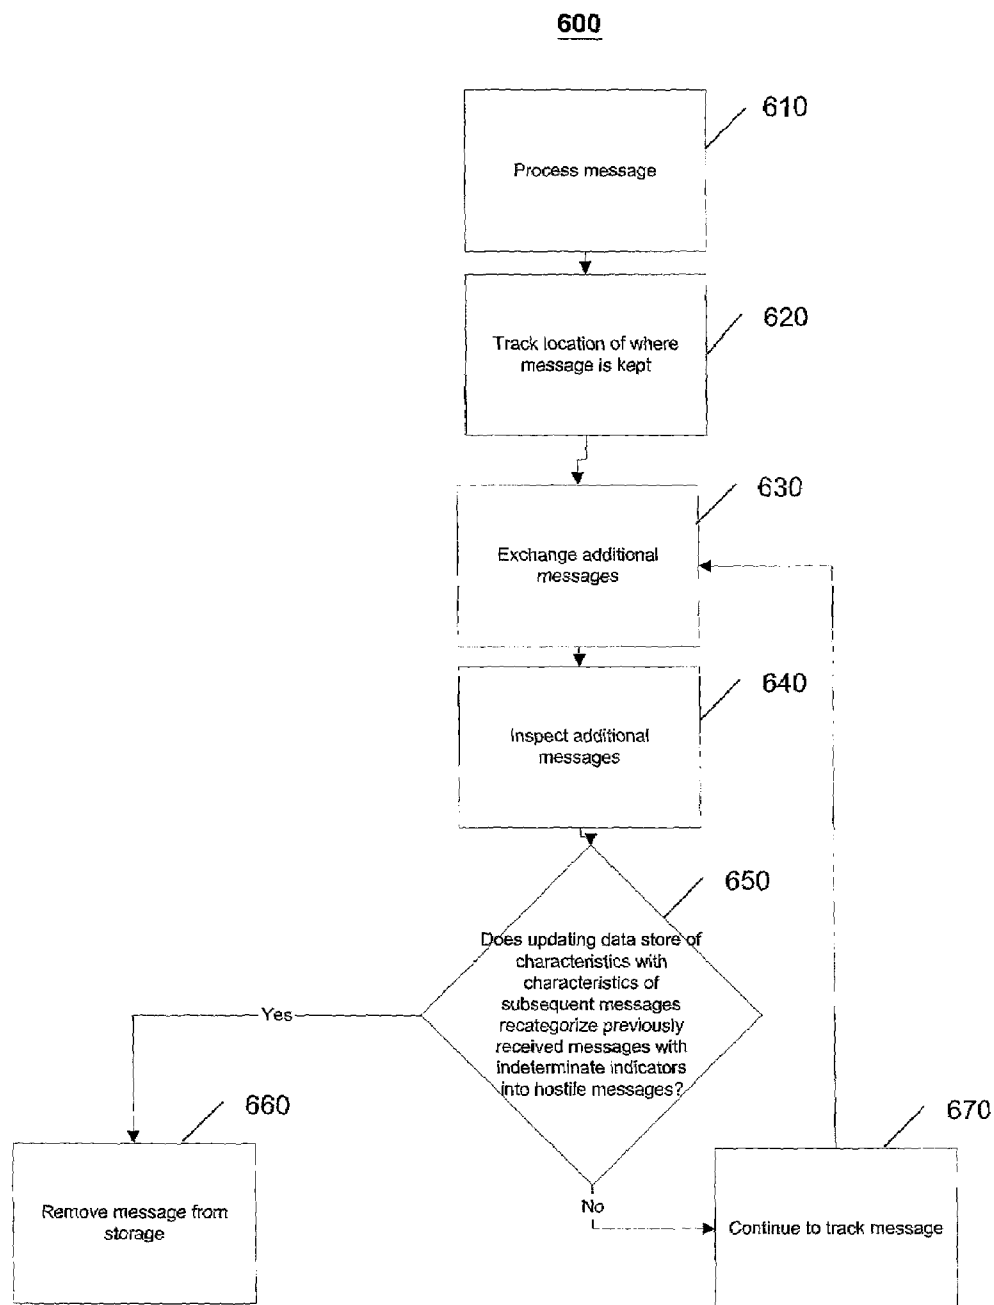 600
610
Process message
620
Track location of where
message is kept
630
Exchange additional
messages
640
Inspect additional
messages
650
Does updating data store of
characteristics with
characteristics of
subsequent messages
recategorize previously
received messages with
indeterminate indicators
into hostile messages?
Yes
660
Remove message from
storage
No
670
Continue to track message